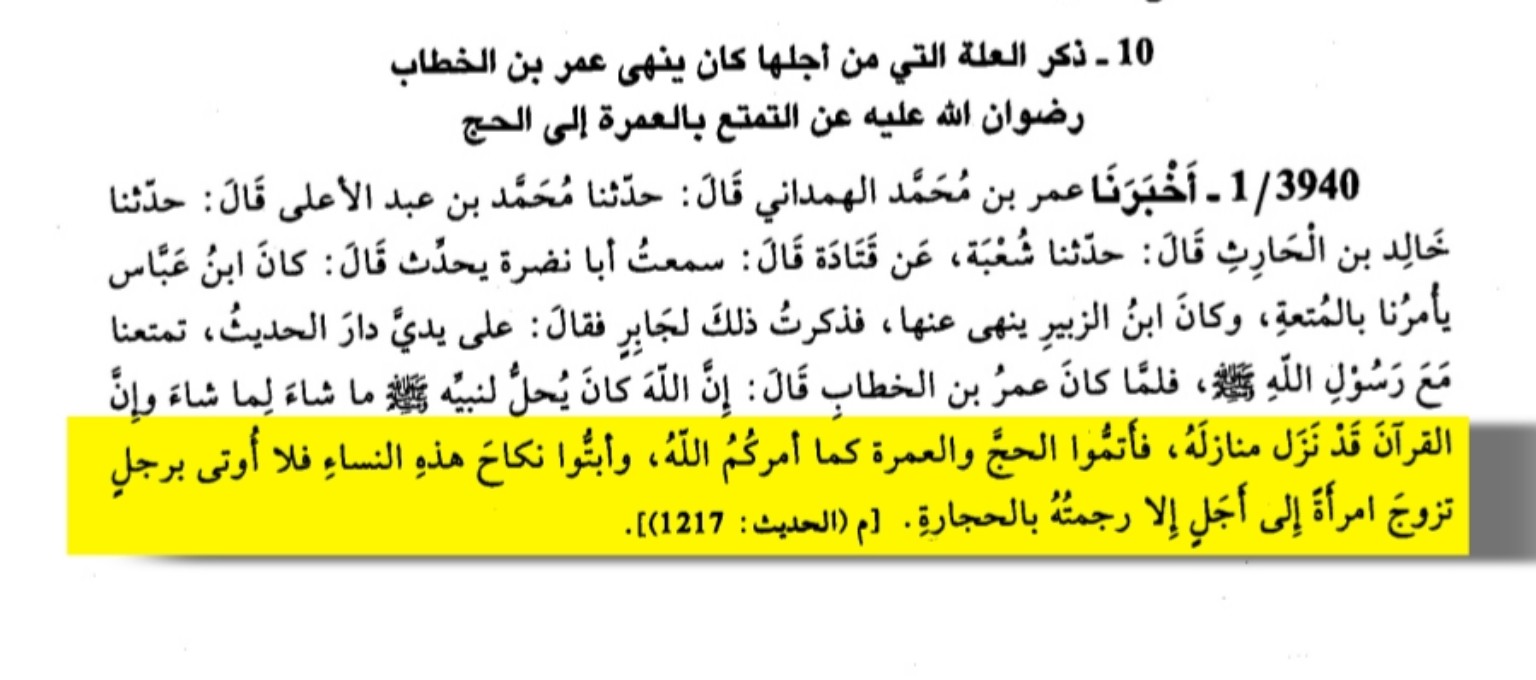 10 ـ ذكر العلة التي من أجلها كان ينهى عمر بن الخطاب
رضوان الله عليه عن التمتع بالعمرة إلى الحج
1/3940 ـ أَخْبَرَنَا عمر بن مُحَمَّد الهمداني قَالَ: حدّثنا مُحَمَّد بن عبد الأعلى قَالَ: حدّثنا
خَالِد بن الْحَارِثِ قَالَ: حدّثنا شُعْبَة، عَن قَتَادَة قَالَ: سمعتُ أبا نضرة يحدِّث قَالَ: كانَ ابنُ عَبَّاس
يأمرُنا بالمُتعةِ، وكانَ ابنُ الزبيرِ ينهى عنها، فذكرتُ ذلكَ لجَابِرٍ فقالَ: على يديَّ دارَ الحديثُ، تمتعنا
مَعَ رَسُوْلِ اللّهِ ﷺ، فلمَّا كانَ عمرُ بن الخطابِ قَالَ: إنَّ اللّهَ كانَ يُحلُّ لنبيِّه ﷺ ما شاءَ لِما شاءَ وإنَّ
القرآنَ قَدْ نَزَل منازلَهُ، فأتمُّوا الحجَّ والعمرة كما أمركُمُ اللّهُ، وأبتُّوا نكاحَ هذهِ النساءِ فلا أُوتى برجلٍ
تزوجَ امرأةً إلى أجَلٍ إلا رجمتُهُ بالحجارةِ. [م (الحديث: 1217)].